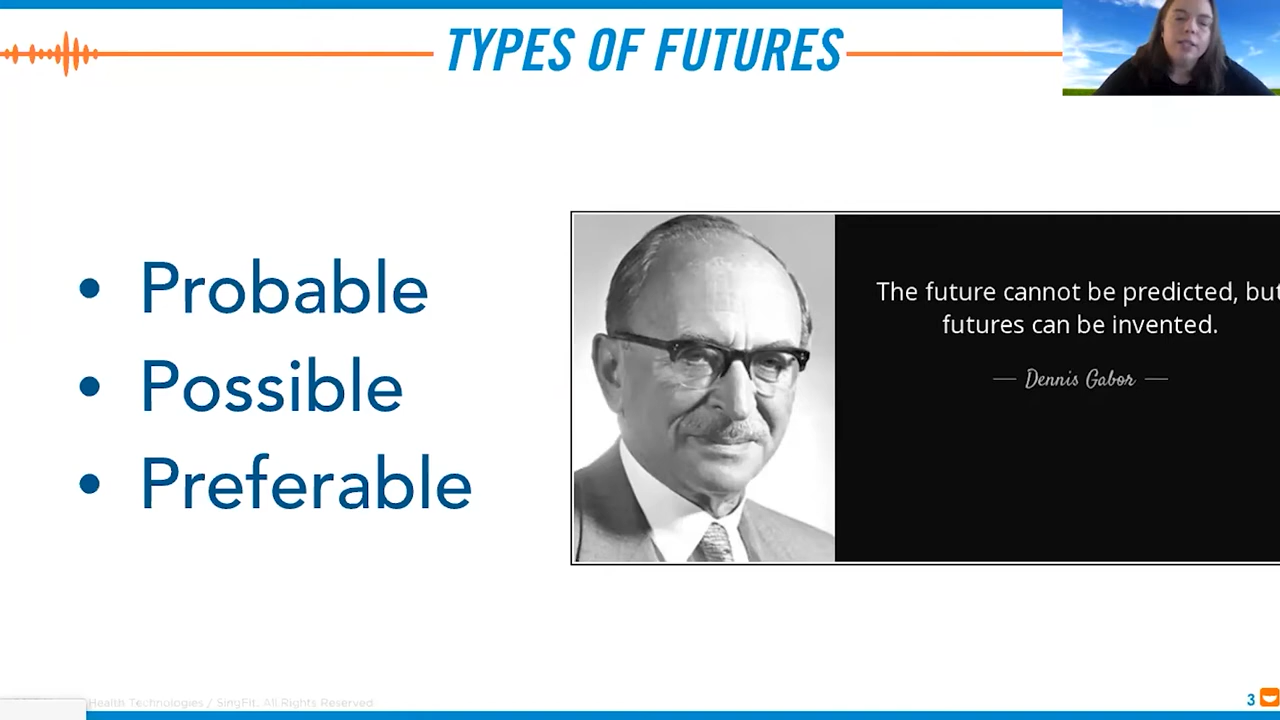 TYPES OF FUTURES
• Probable
• Possible
• Preferable
The future cannot be predicted, but
futures can be invented.
— Dennis Gabor —
Health Technologies / SingFit. All Rights Reserved
3